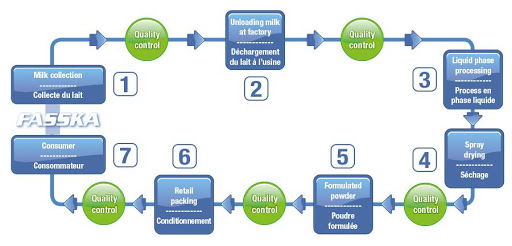 Milk collection
Collecte du lait
1
Quality
control
Unloading milk
at factory
Déchargement
du lait à l'usine
2
Quality
control
Liquid phase
processing
Process en
phase liquide
3
Spray
drying
Séchage
4
Quality
control
Formulated
powder
Poudre
formulée
5
Quality
control
Retail
packing
Conditionnement
6
Quality
control
Consumer
Consommateur
7
FASSKA